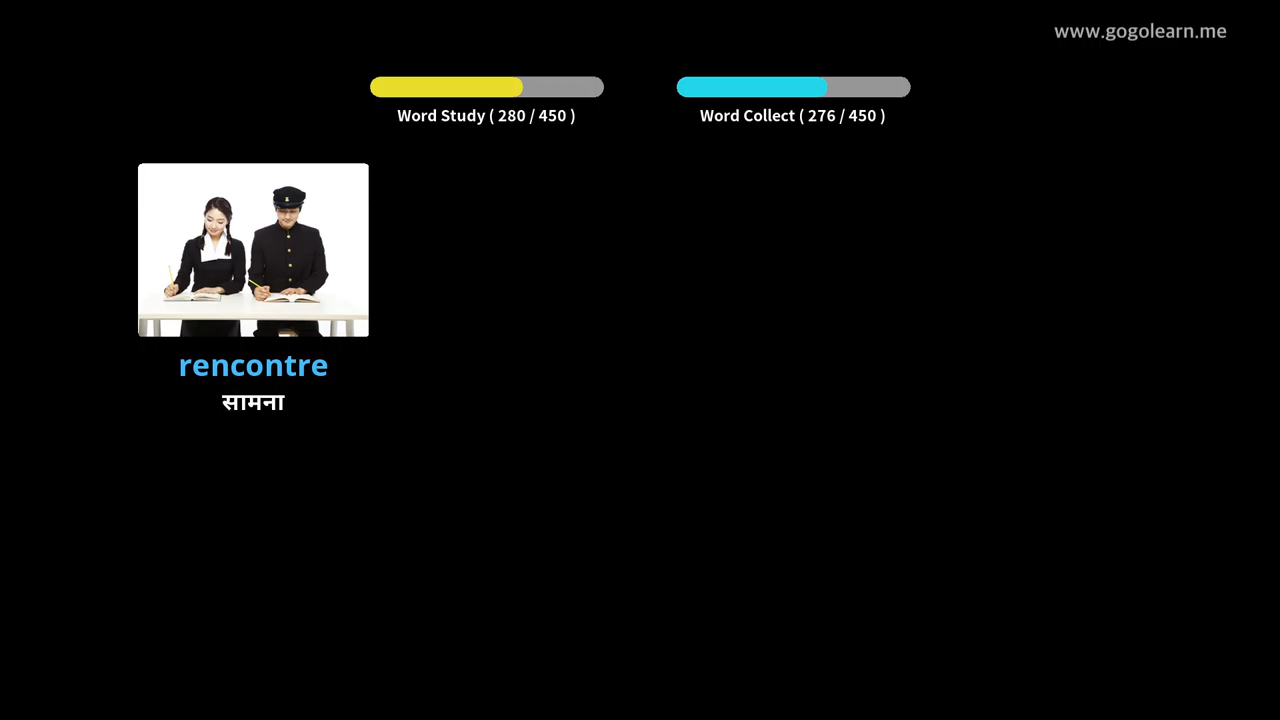 www.gogolearn.me
Word Study ( 280 / 450 )
Word Collect ( 276 / 450 )
rencontre
सामना